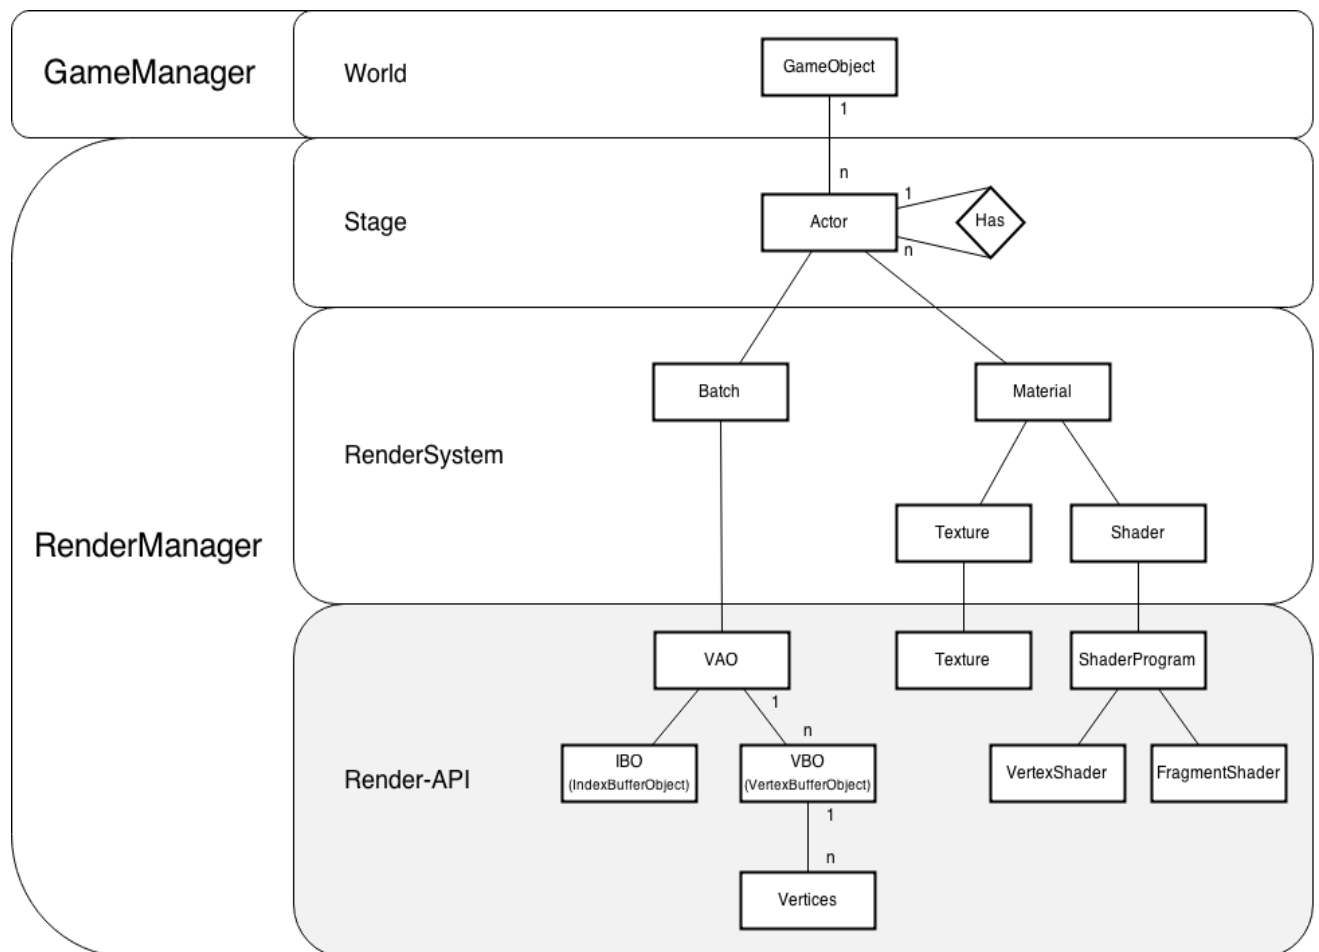 GameManager
World
GameObject
1
n
Stage
Actor
1
Has
n
Batch
Material
RenderSystem
Texture
Shader
RenderManager
VAO
Texture
ShaderProgram
1
n
Render-API
IBO
(IndexBufferObject)
VBO
(VertexBufferObject)
VertexShader
FragmentShader
1
n
Vertices